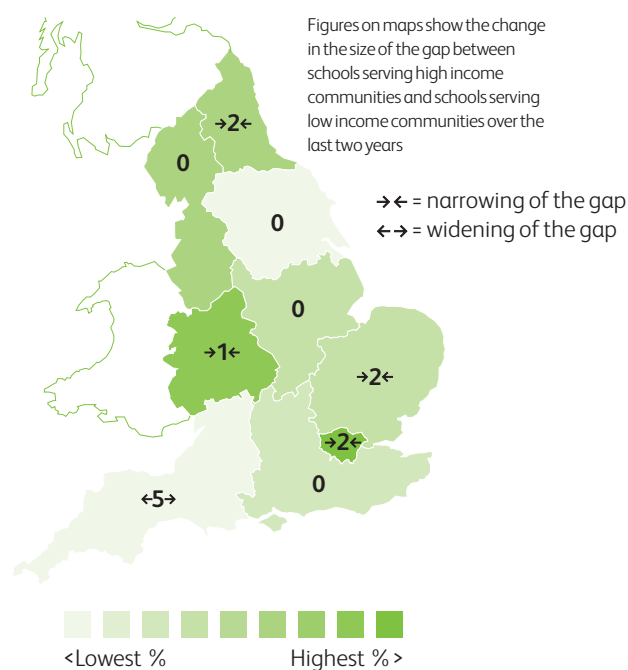 Figures on maps show the change
in the size of the gap between
schools serving high income
communities and schools serving
low income communities over the
last two years
→2←
0
→← = narrowing of the gap
←→ = widening of the gap
0
0
→1←
→2←
→2←
0
←5→
<Lowest % Highest %>